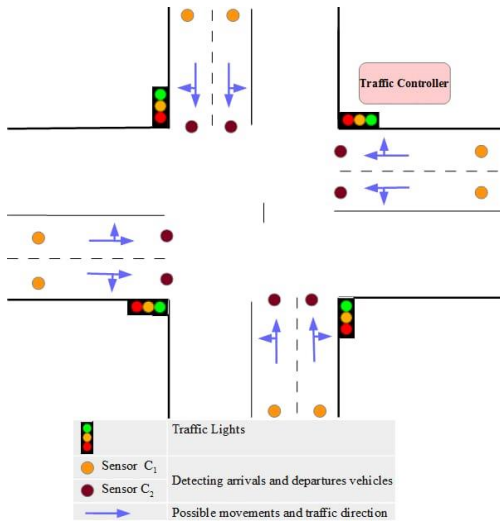 Traffic Controller
Traffic Lights
Sensor C1
Detecting arrivals and departures vehicles
Sensor C2
Possible movements and traffic direction